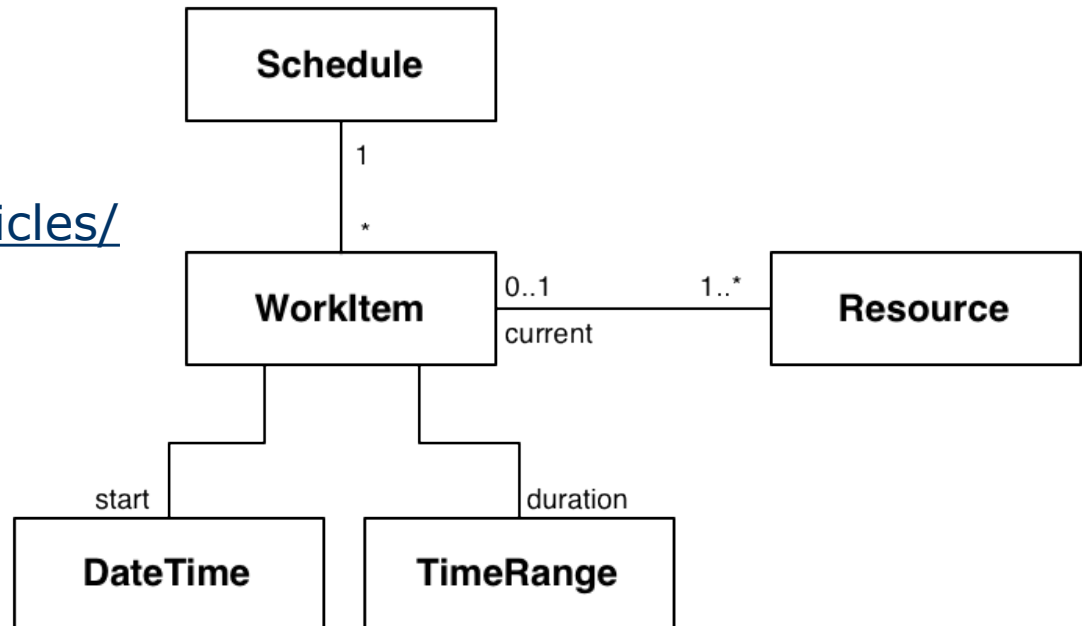 Schedule
1
icles/
*
WorkItem
0..1
1..*
current
Resource
start
duration
DateTime
TimeRange